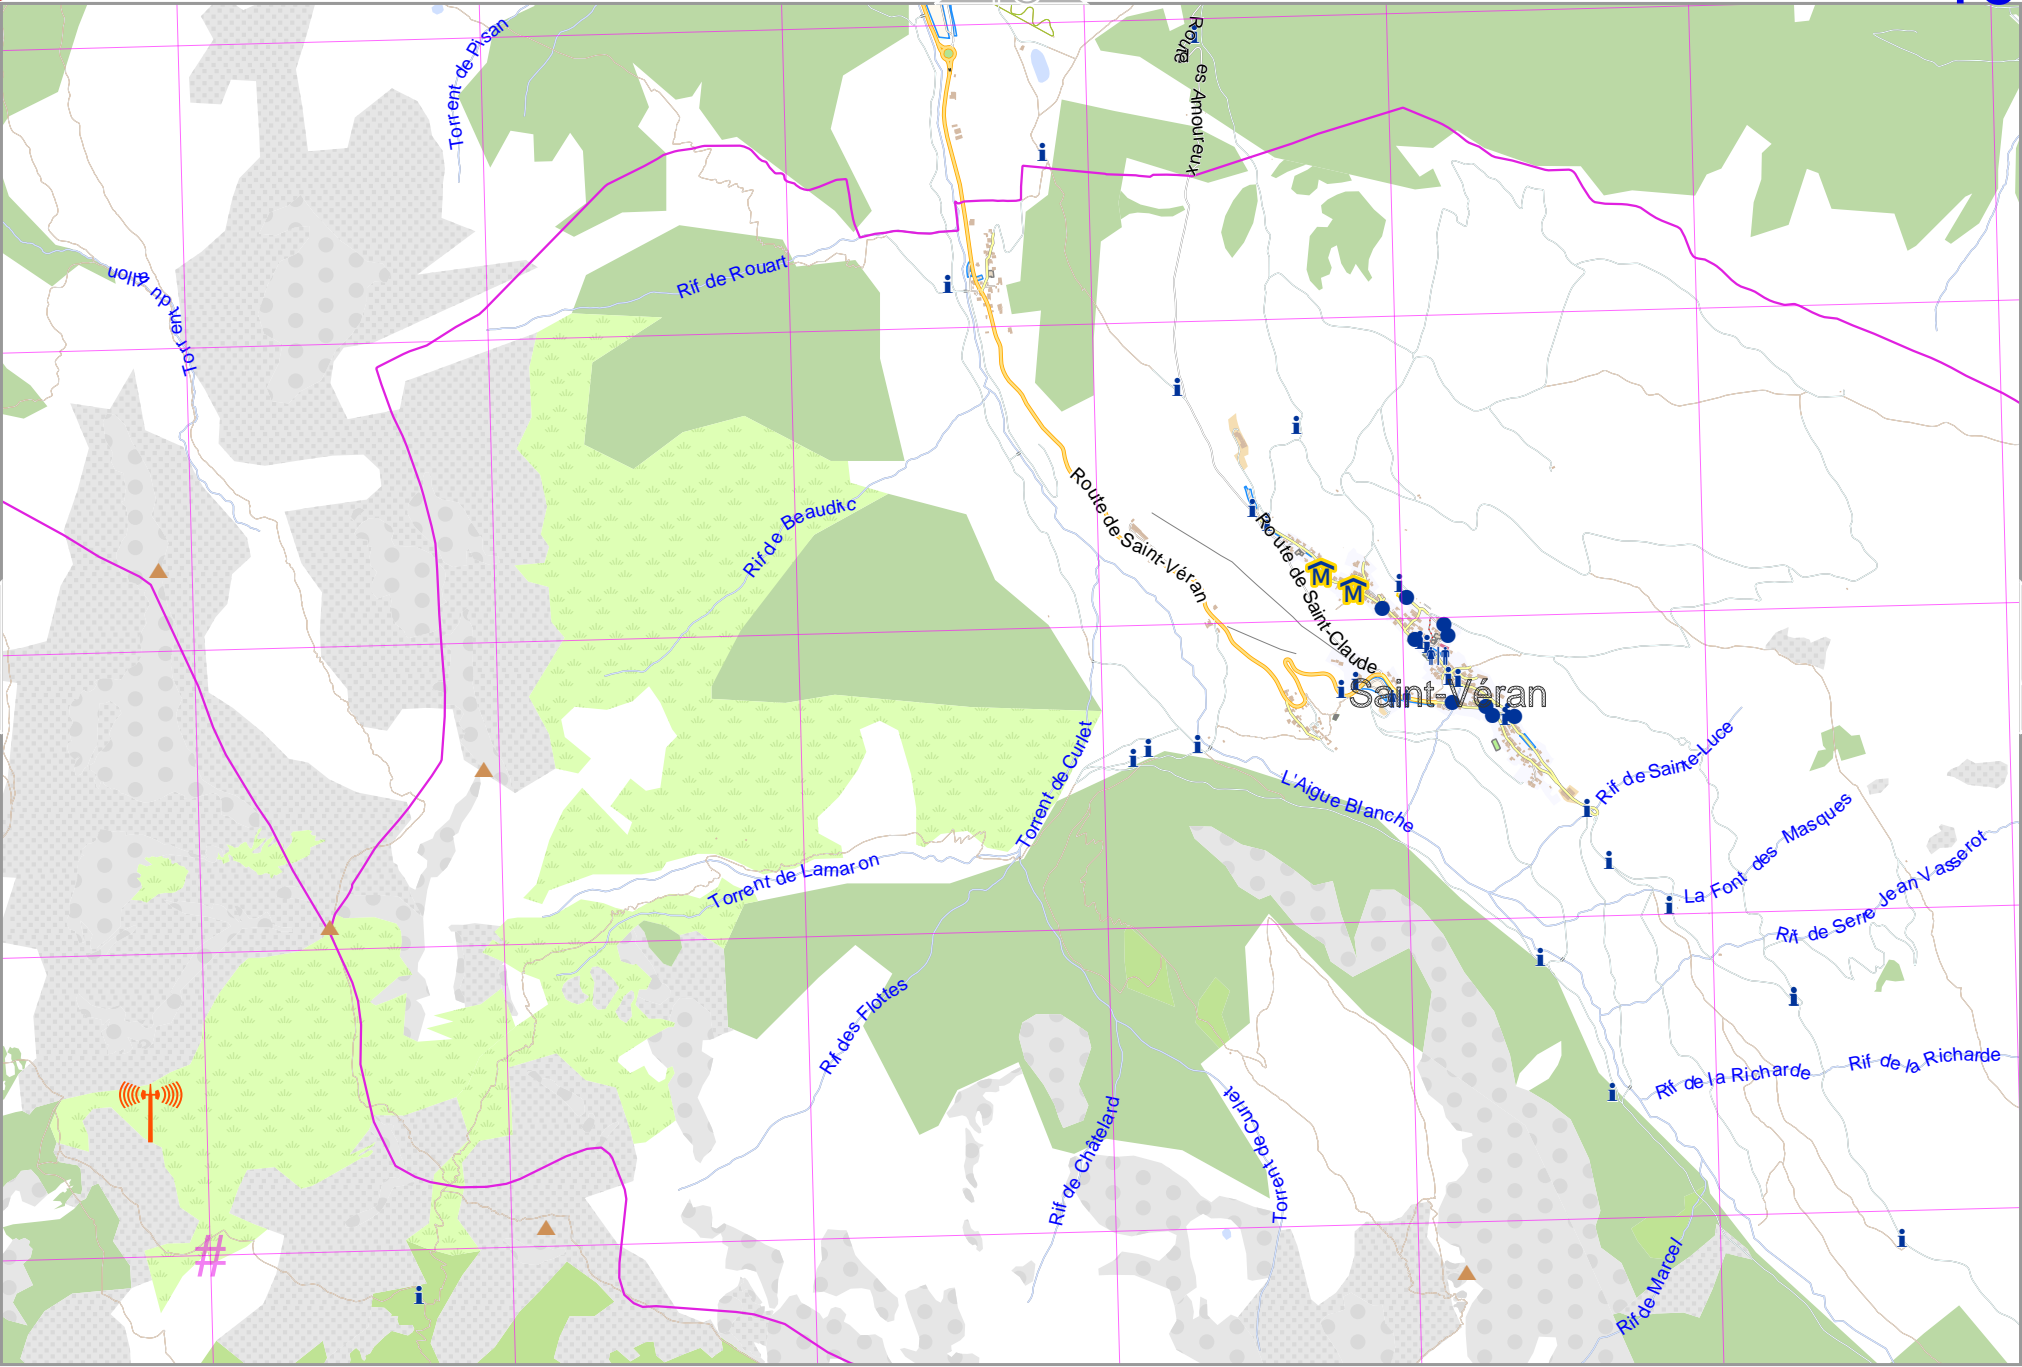 Torrent de Pisan
Route
es Amoureux
Torrent du
Rif de Rouart
Route de Saint-Véran
Rif de Beaudic
Route de Saint-Claude
M
M
Saint-Véran
Torrent de Curlet
L'Aigue Blanche
Rif de Sainte-Luce
La Font des Masques
Torrent de Lamaron
Rif de Serre Jean Vasserot
Rif des Flottes
Rif de la Richarde
Rif de la Richarde
Rif de Châtelard
Torrent de Curlet
Rif de Marcel
#